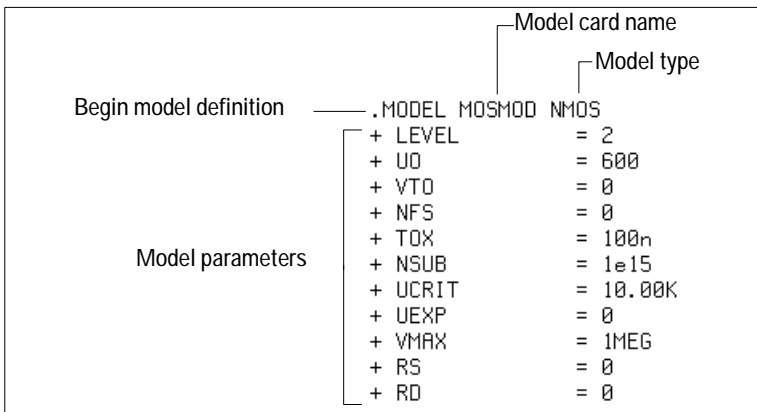 Model card name
Model type
Begin model definition
.MODEL MOSMOD NMOS
+ LEVEL = 2
+ UO = 600
+ VTO = 0
+ NFS = 0
+ TOX = 100n
Model parameters
+ NSUB = 1e15
+ UCRIT = 10.00K
+ UEXP = 0
+ VMAX = 1MEG
+ RS = 0
+ RD = 0